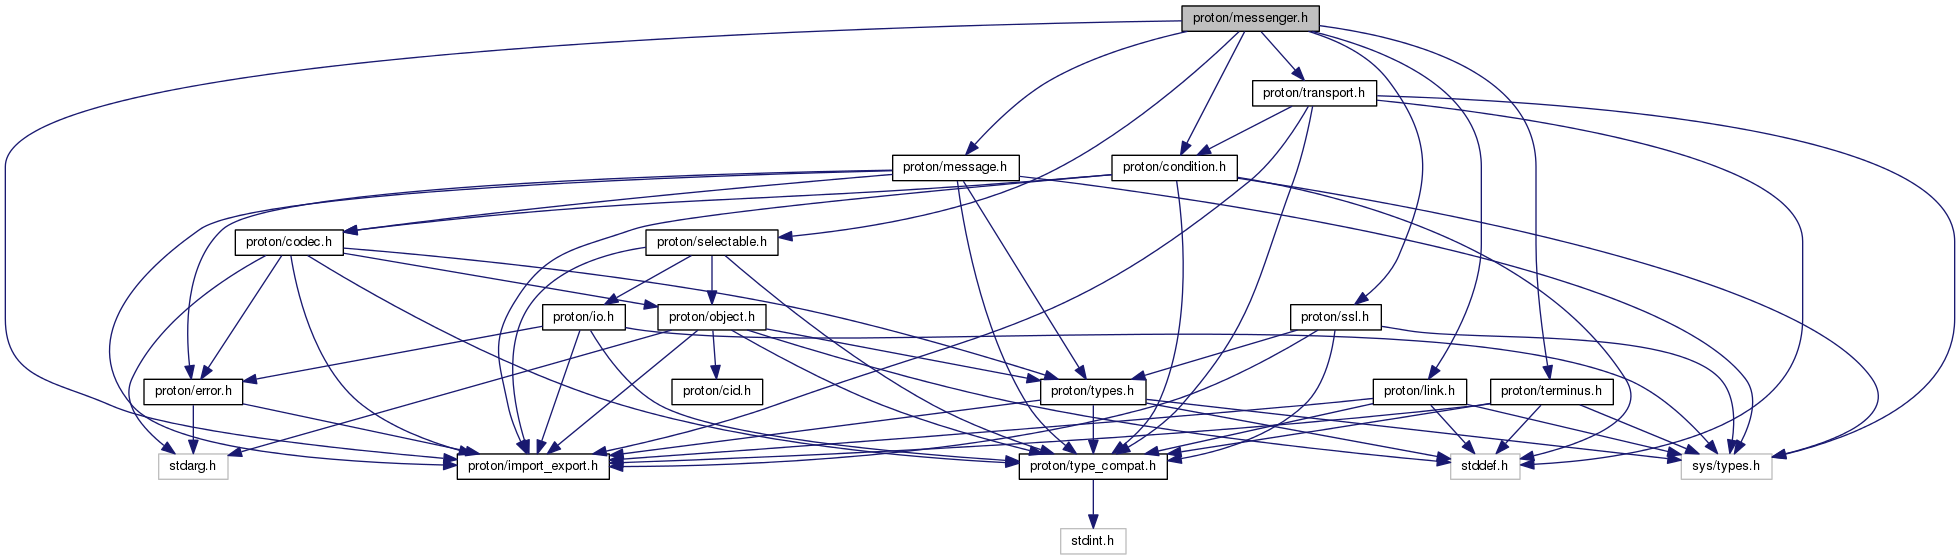 proton/messenger.h
proton/transport.h
proton/message.h
proton/condition.h
proton/codec.h
proton/selectable.h
proton/io.h
proton/object.h
proton/ssl.h
proton/error.h
proton/cid.h
proton/types.h
proton/link.h
proton/terminus.h
stdarg.h
proton/import_export.h
proton/type_compat.h
stddef.h
sys/types.h
stdint.h